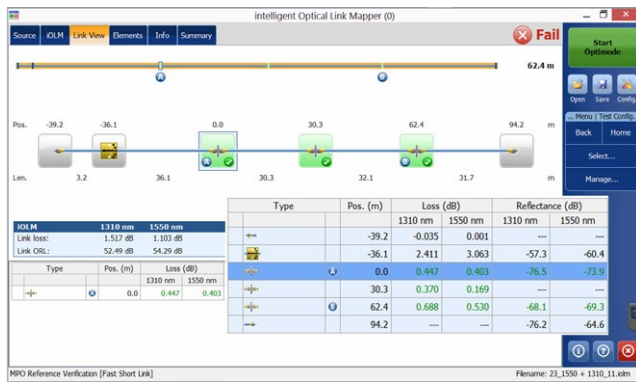 intelligent Optical Link Mapper (0)
Source iOLM Link View Elements Info Summary
Fail
Start Optimode
62.4 m
Open Save Config.
... Menu Test Config.
Back Home
Select...
Manage...
Pos. -39.2 -36.1 0.0 30.3 62.4 94.2 m
A B
A B
Len. 3.2 36.1 30.3 32.1 31.7 m
iOLM 1310 nm 1550 nm
Link loss: 1.517 dB 1.103 dB
Link ORL: 52.49 dB 54.29 dB
Type Pos. (m) Loss (dB)
1310 nm 1550 nm
A 0.0 0.447 0.403
Type Pos. (m) Loss (dB) Reflectance (dB)
1310 nm 1550 nm 1310 nm 1550 nm
-39.2 -0.035 0.001 --- ---
-36.1 2.411 3.063 -57.3 -60.4
A 0.0 0.447 0.403 -76.5 -73.9
30.3 0.370 0.169 --- ---
B 62.4 0.688 0.530 -68.1 -69.3
94.2 --- --- -76.2 -64.6
MPO Reference Verification [Fast Short Link]
Filename: 23_1550 + 1310_11.iolm